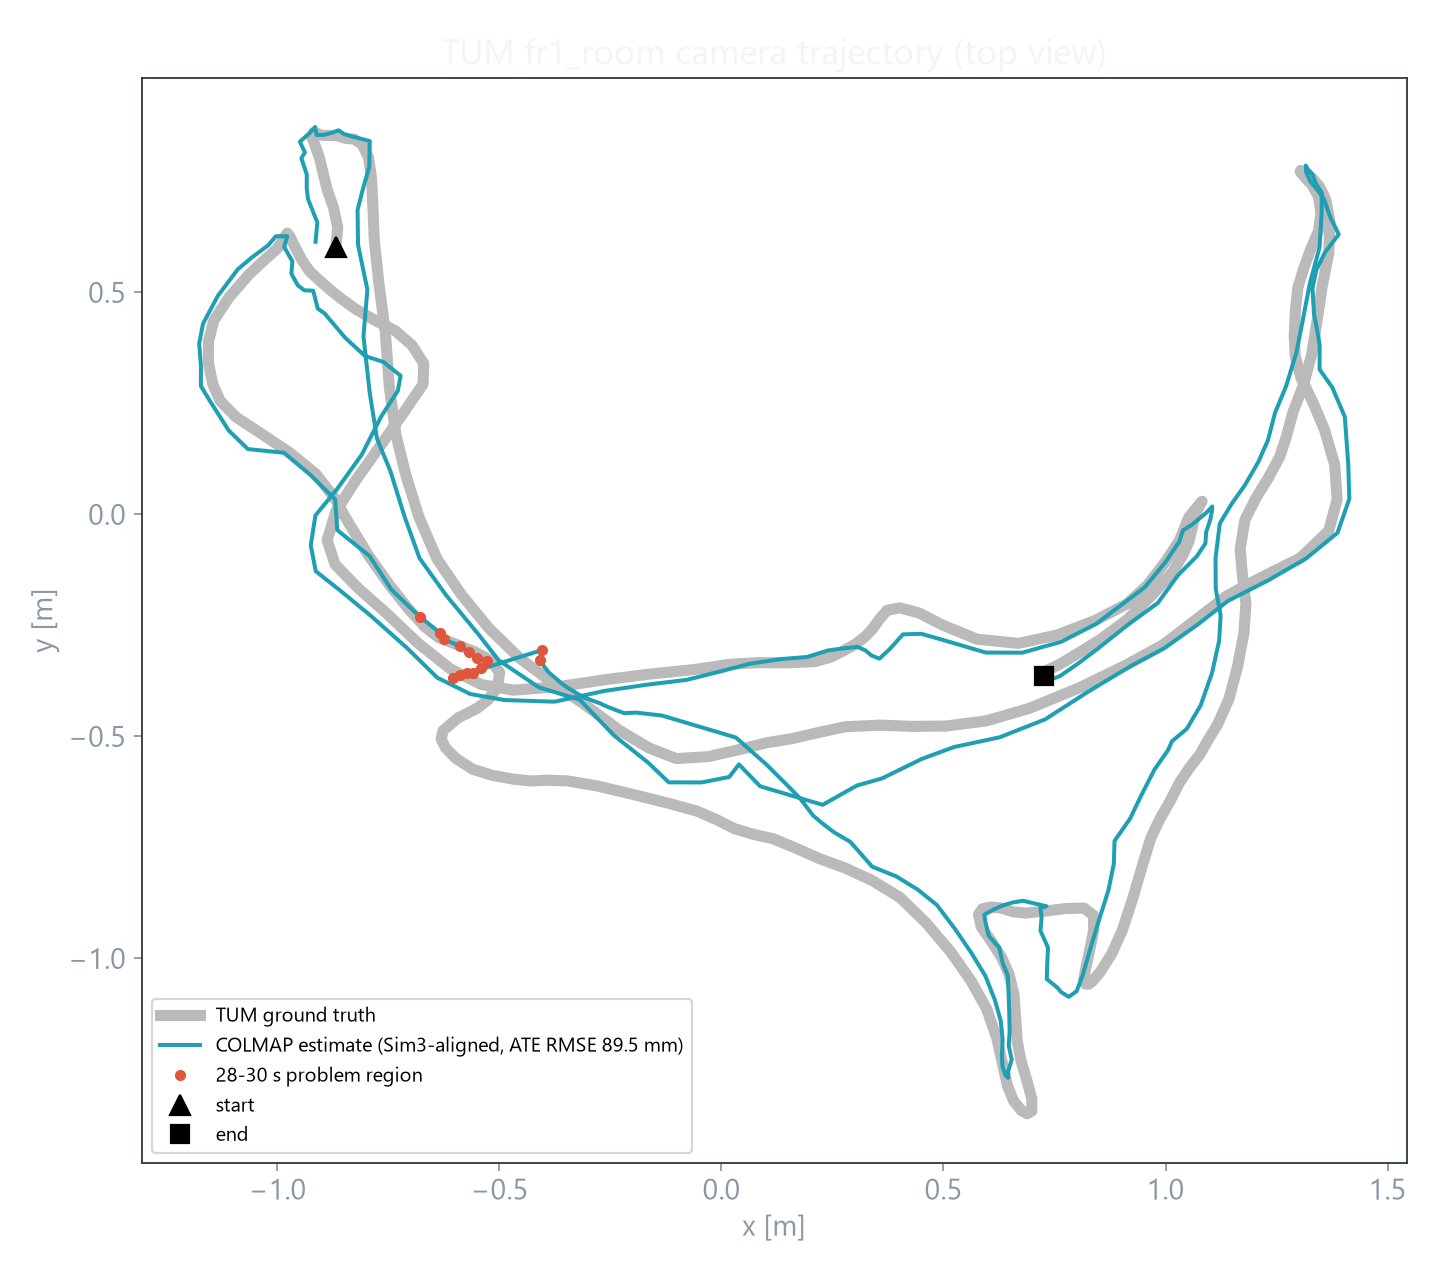 TUM fr1_room camera trajectory (top view)
0.5
0.0
−0.5
−1.0
y [m]
TUM ground truth
COLMAP estimate (Sim3-aligned, ATE RMSE 89.5 mm)
28-30 s problem region
start
end
−1.0 −0.5 0.0 0.5 1.0 1.5
x [m]